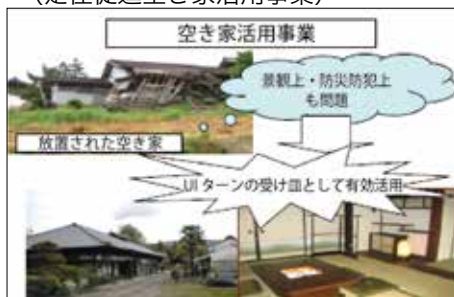 （定住促進空き家活用事業）
空き家活用事業
景観上・防災防犯上
も問題
放置された空き家
UIターンの受け皿として有効活用